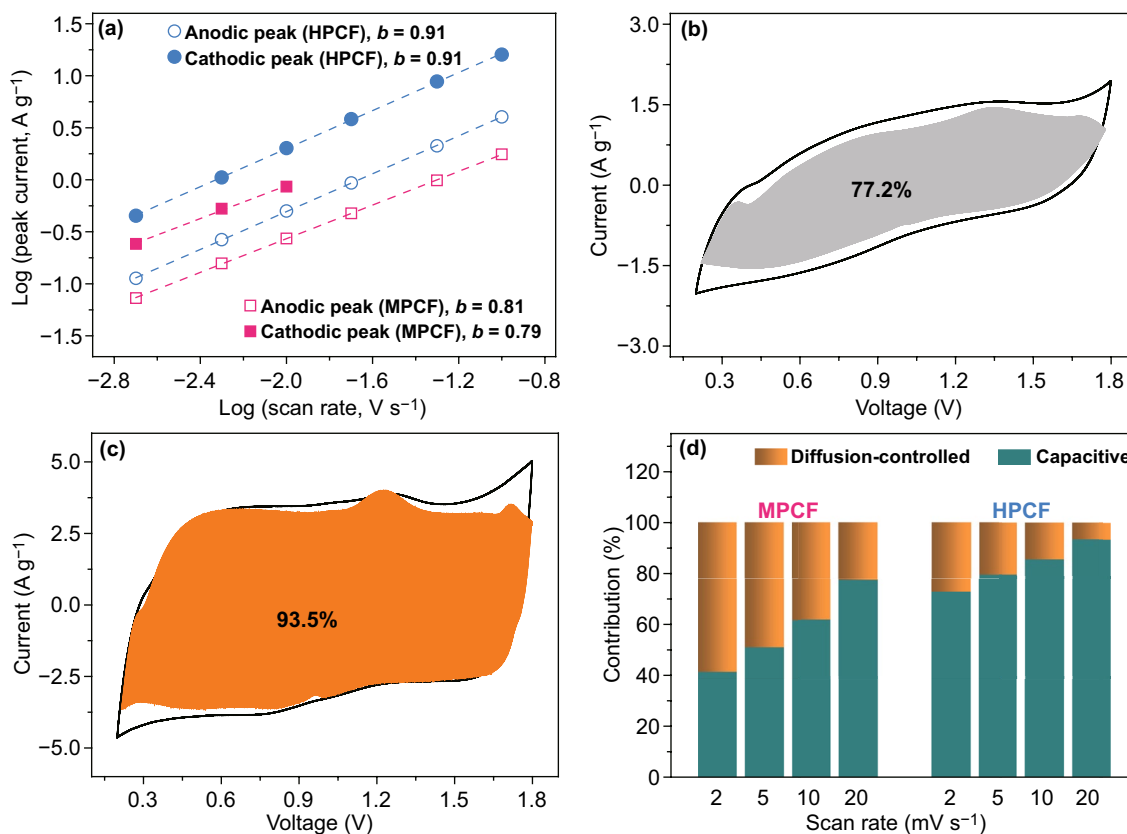 (a)
Anodic peak (HPCF), b = 0.91
Cathodic peak (HPCF), b = 0.91
Anodic peak (MPCF), b = 0.81
Cathodic peak (MPCF), b = 0.79
1.5
1.0
0.5
0.0
−0.5
−1.0
−1.5
Log (peak current, A g⁻¹)
−2.8 −2.4 −2.0 −1.6 −1.2 −0.8
Log (scan rate, V s⁻¹)
(b)
77.2%
3.0
1.5
0.0
−1.5
−3.0
Current (A g⁻¹)
0.3 0.6 0.9 1.2 1.5 1.8
Voltage (V)
(c)
93.5%
5.0
2.5
0.0
−2.5
−5.0
Current (A g⁻¹)
0.3 0.6 0.9 1.2 1.5 1.8
Voltage (V)
(d)
Diffusion-controlled Capacitive
MPCF HPCF
120
100
80
60
40
20
0
Contribution (%)
2 5 10 20 2 5 10 20
Scan rate (mV s⁻¹)